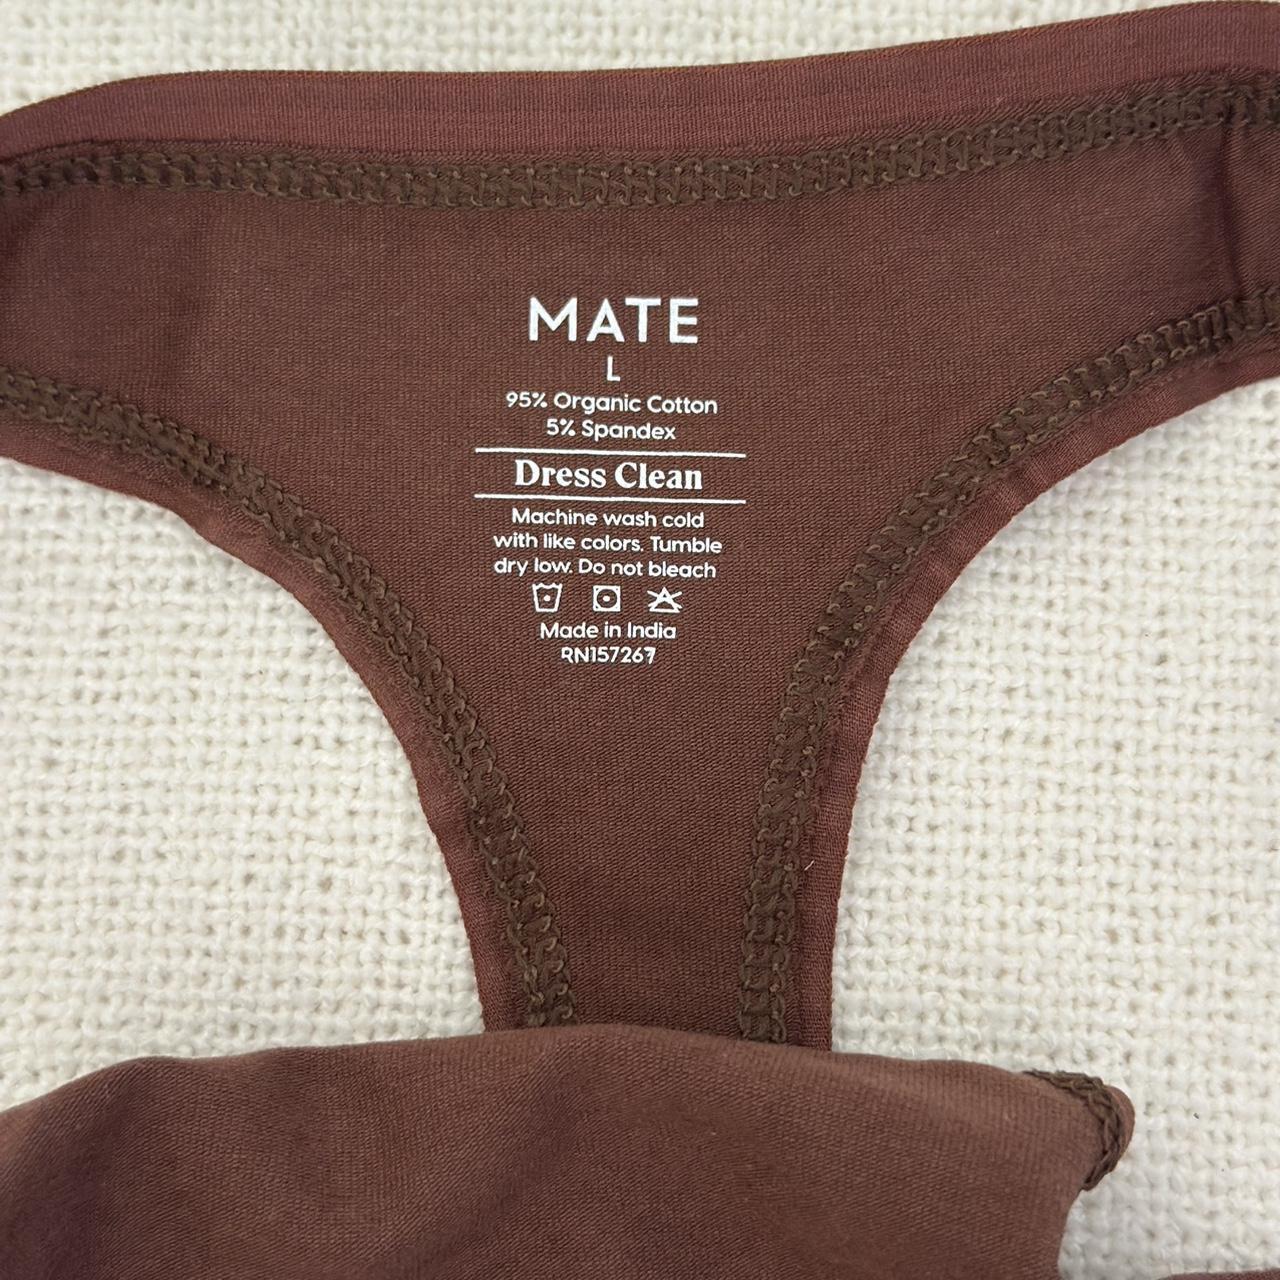 MATE
L
95% Organic Cotton
5% Spandex
Dress Clean
Machine wash cold
with like colors. Tumble
dry low. Do not bleach
Made in India
RN157267